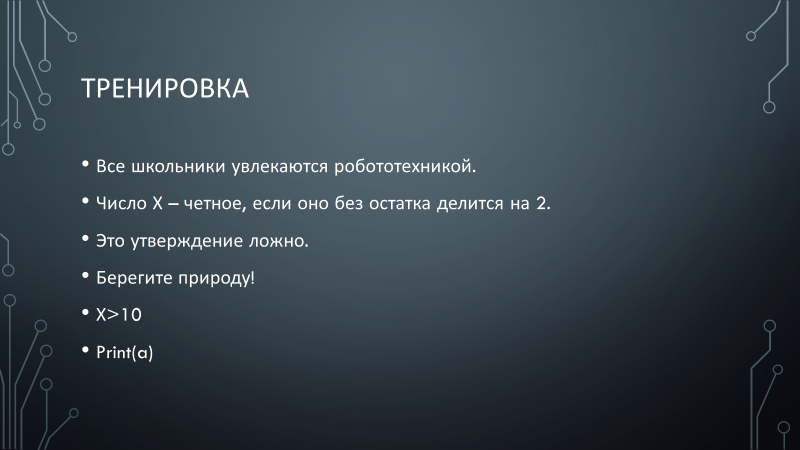 ТРЕНИРОВКА
• Все школьники увлекаются робототехникой.
• Число X – четное, если оно без остатка делится на 2.
• Это утверждение ложно.
• Берегите природу!
• X>10
• Print(a)